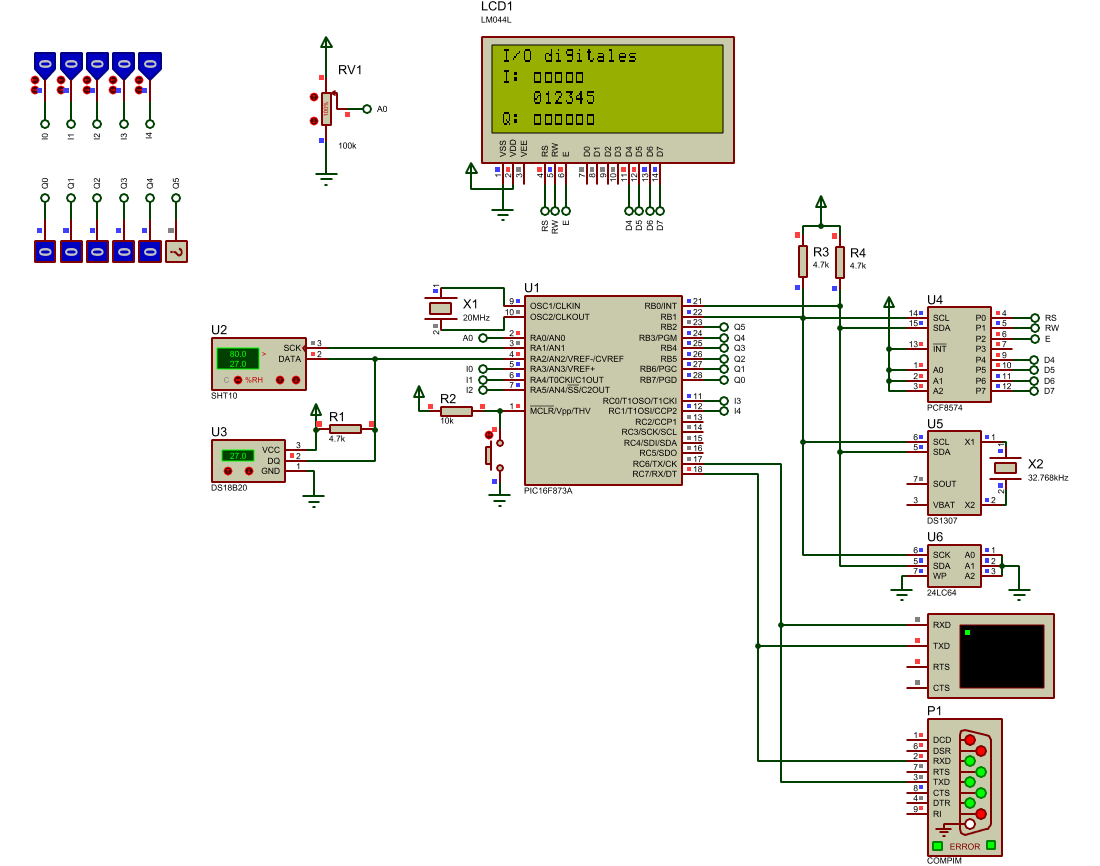 LCD1
LM044L
I/O digitales
I: 00000
012345
Q: 000000
VSS VDD VEE RS RW E D0 D1 D2 D3 D4 D5 D6 D7
1 2 3 4 5 6 7 8 9 10 11 12 13 14
RS RW E D4 D5 D6 D7
0 0 0 0 0
I0 I1 I2 I3 I4
Q0 Q1 Q2 Q3 Q4 Q5
0 0 0 0 0 ?
RV1
100%
A0
100k
R3
4.7k
R4
4.7k
X1
20MHz
1
2
U1
9 OSC1/CLKIN RB0/INT 21
10 OSC2/CLKOUT RB1 22
RB2 23 Q5
A0 2 RA0/AN0 RB3/PGM 24 Q4
3 RA1/AN1 RB4 25 Q3
4 RA2/AN2/VREF-/CVREF RB5 26 Q2
I0 5 RA3/AN3/VREF+ RB6/PGC 27 Q1
I1 6 RA4/T0CKI/C1OUT RB7/PGD 28 Q0
I2 7 RA5/AN4/SS/C2OUT
RC0/T1OSO/T1CKI 11 I3
1 MCLR/Vpp/THV RC1/T1OSI/CCP2 12 I4
RC2/CCP1 13
RC3/SCK/SCL 14
RC4/SDI/SDA 15
RC5/SDO 16
RC6/TX/CK 17
RC7/RX/DT 18
PIC16F873A
U2
80.0 >
27.0
°C %RH
SCK 3
DATA 2
SHT10
R1
4.7k
R2
10k
U3
27.0
VCC 3
DQ 2
GND 1
DS18B20
U4
14 SCL P0 4 RS
15 SDA P1 5 RW
P2 6 E
13 INT P3 7
P4 9 D4
1 A0 P5 10 D5
2 A1 P6 11 D6
3 A2 P7 12 D7
PCF8574
U5
6 SCL X1 1
5 SDA
7 SOUT
3 VBAT X2 2
DS1307
X2
32.768kHz
1
2
U6
6 SCK A0 1
5 SDA A1 2
7 WP A2 3
24LC64
RXD
TXD
RTS
CTS
P1
1 DCD
6 DSR
2 RXD
7 RTS
3 TXD
8 CTS
4 DTR
9 RI
ERROR
COMPIM